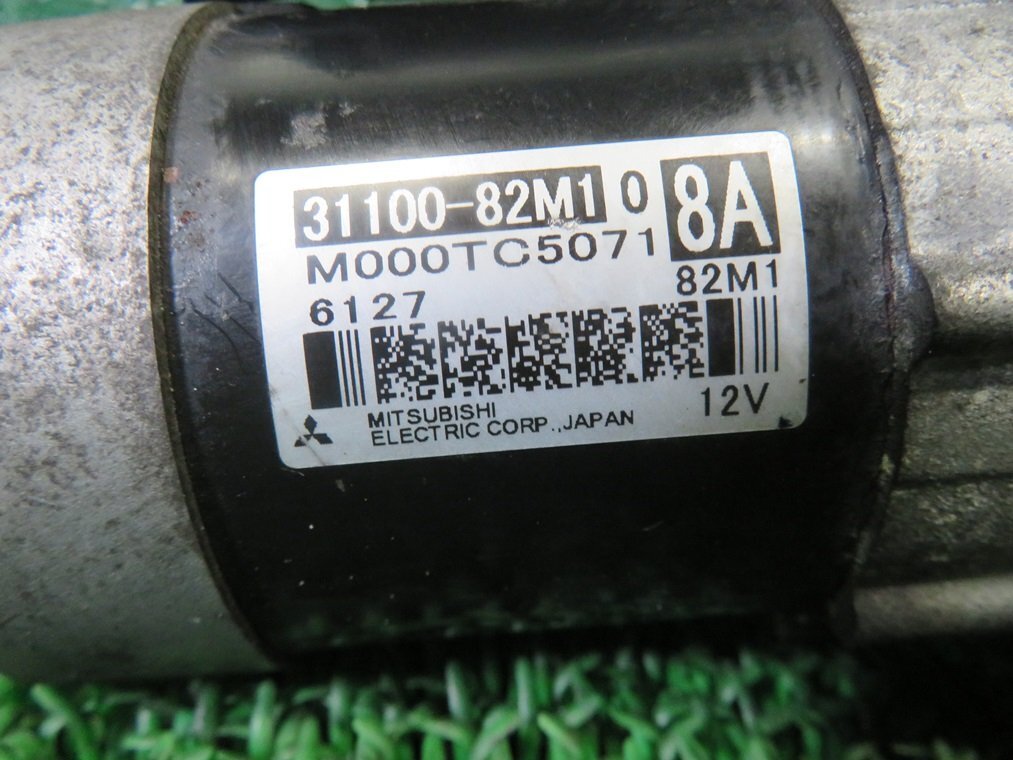 31100-82M1 0 8A
M000TC5071
6127 82M1
MITSUBISHI
ELECTRIC CORP.,JAPAN 12V